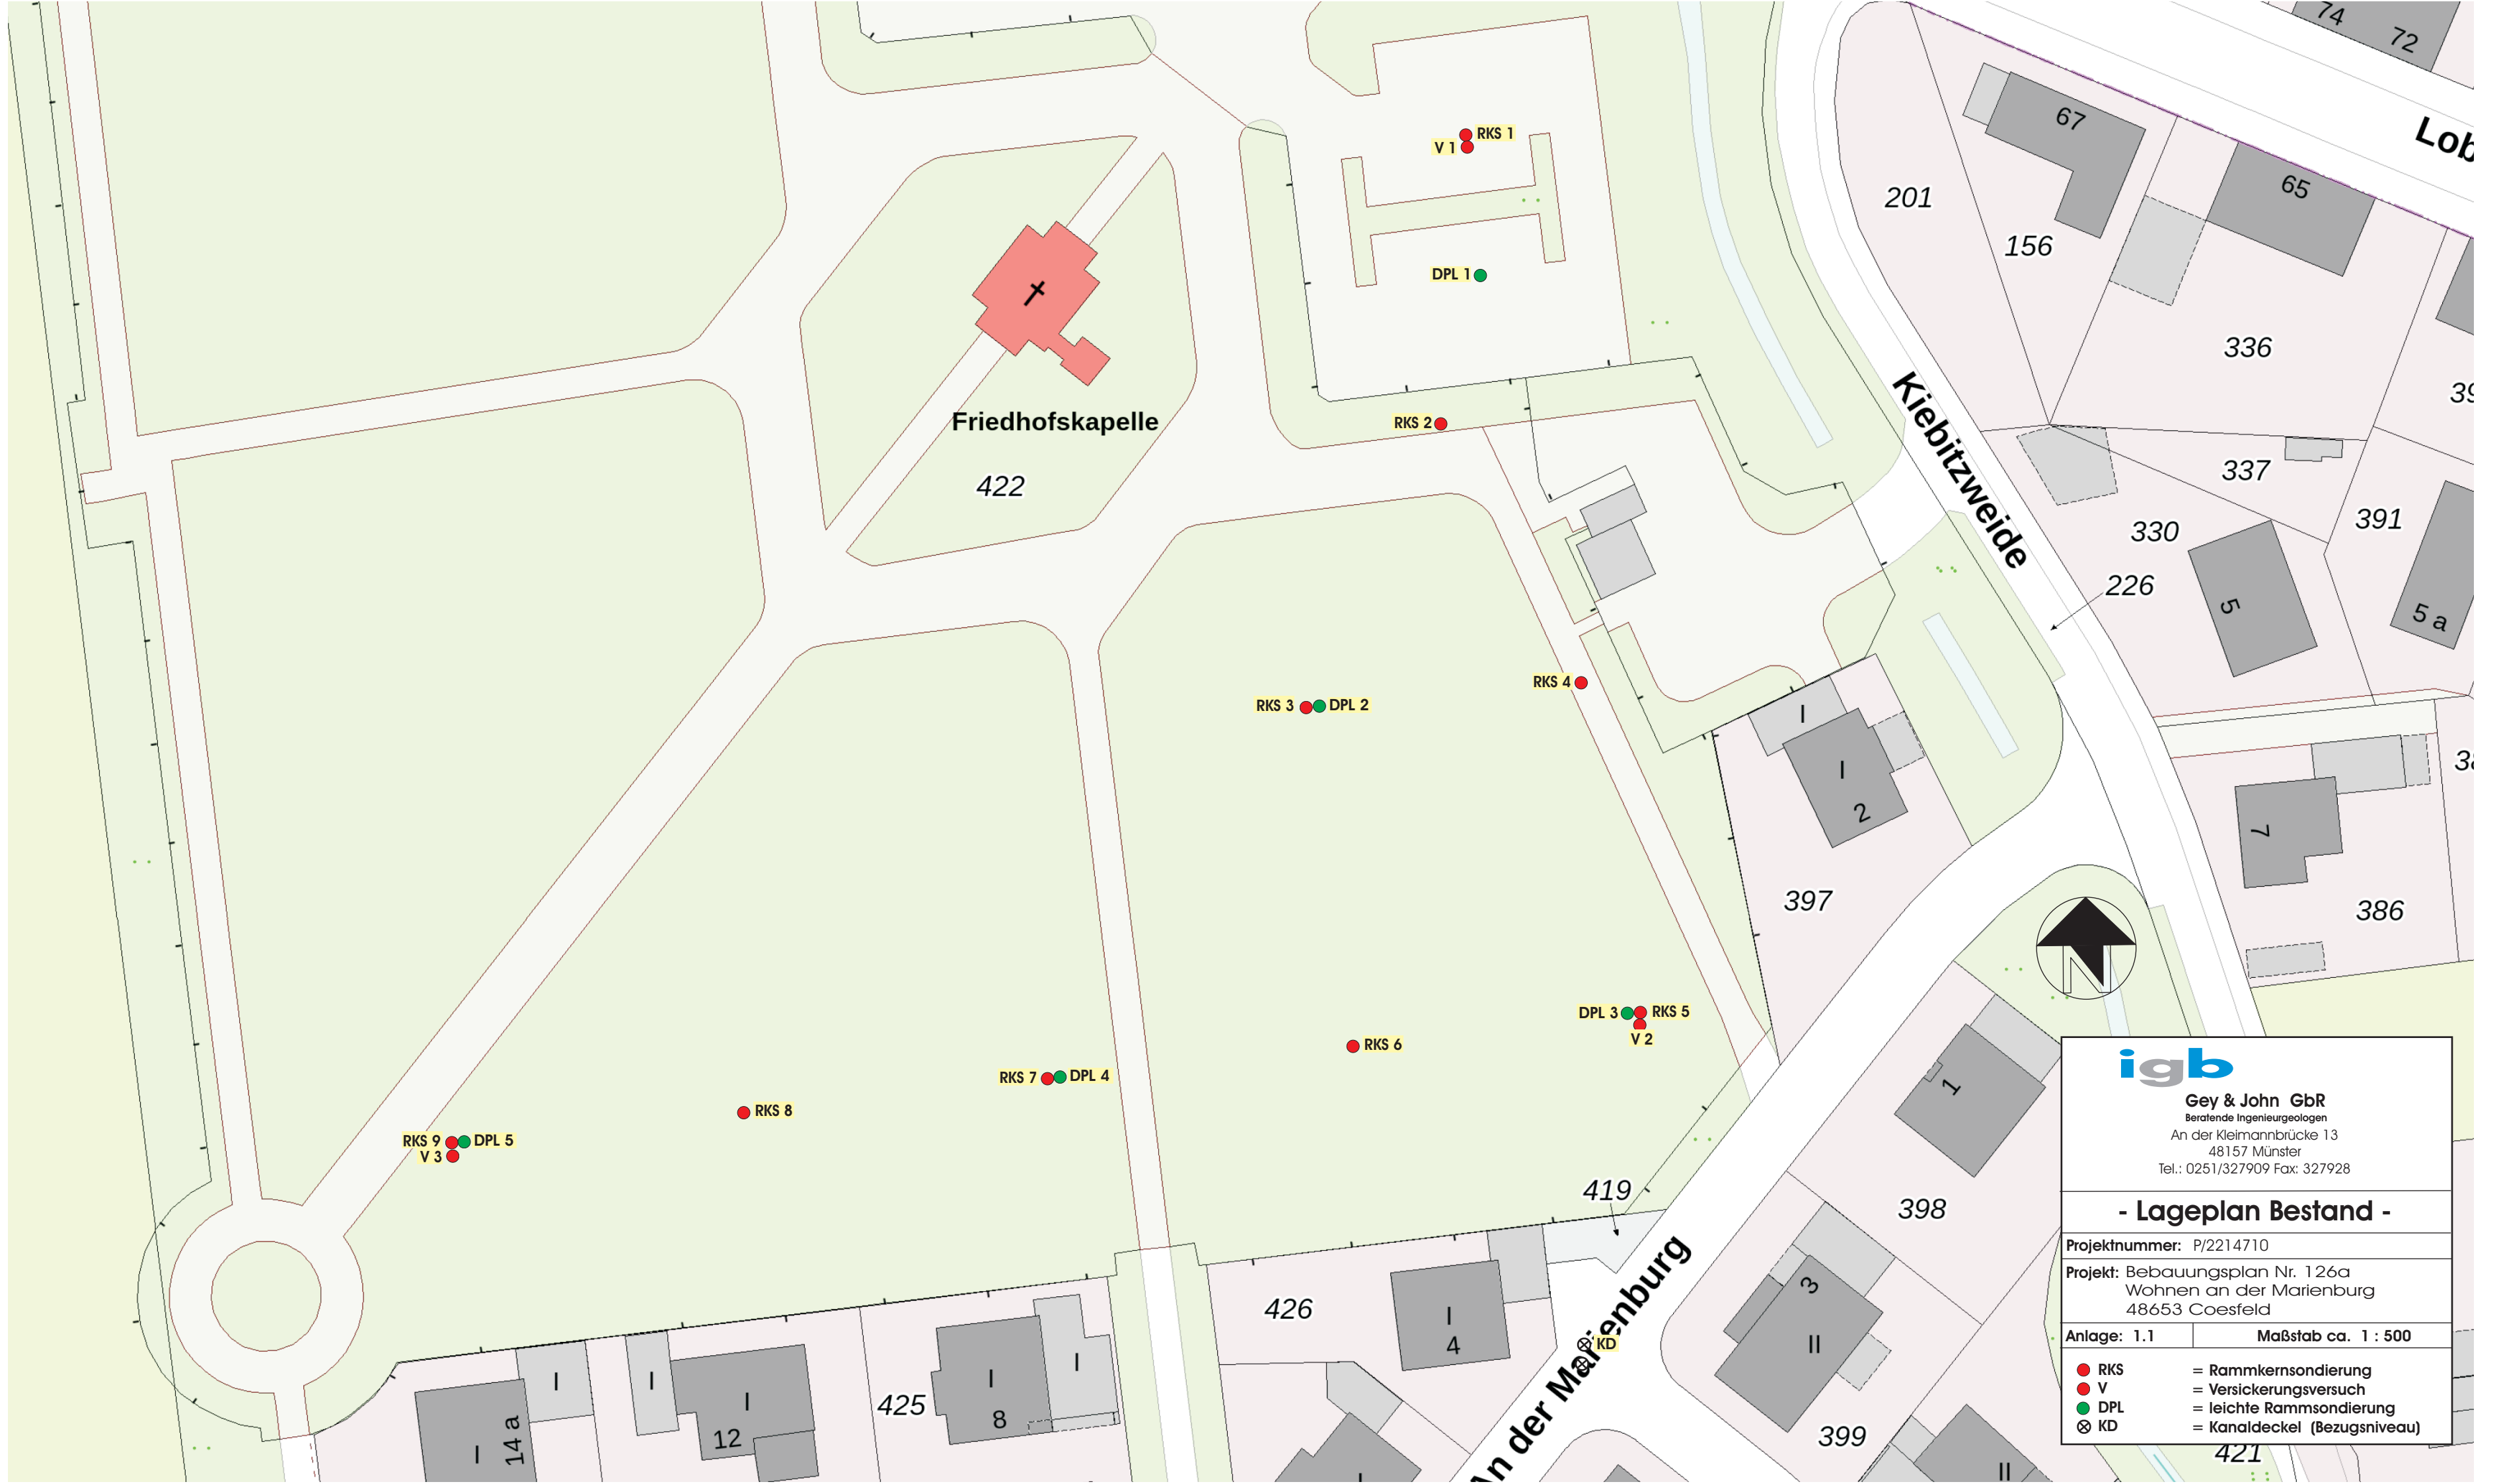 74
72
Lob
67
65
RKS 1
V 1
201
156
DPL 1
336
Kiebitzweide
Friedhofskapelle
RKS 2
422
337
391
330
226
5
5 a
RKS 4
RKS 3
DPL 2
I
I
2
7
397
386
DPL 3
RKS 5
V 2
RKS 6
RKS 7
DPL 4
RKS 8
RKS 9
DPL 5
V 3
1
419
398
An der Marienburg
426
I
4
KD
3
II
399
425
I
8
I
I
12
I
I
I
14 a
I
II
421
N
igb
Gey & John GbR
Beratende Ingenieurgeologen
An der Kleimannbrücke 13
48157 Münster
Tel.: 0251/327909 Fax: 327928
- Lageplan Bestand -
Projektnummer: P/2214710
Projekt: Bebauungsplan Nr. 126a
Wohnen an der Marienburg
48653 Coesfeld
Anlage: 1.1 Maßstab ca. 1 : 500
RKS = Rammkernsondierung
V = Versickerungsversuch
DPL = leichte Rammsondierung
KD = Kanaldeckel (Bezugsniveau)